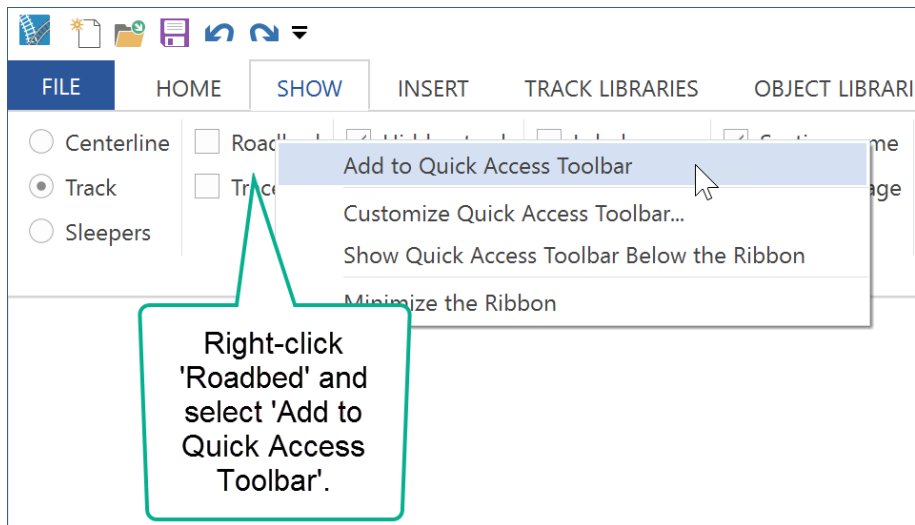 FILE HOME SHOW INSERT TRACK LIBRARIES
Centerline
Track
Sleepers
Add to Quick Access Toolbar
Customize Quick Access Toolbar...
Show Quick Access Toolbar Below the Ribbon
Minimize the Ribbon
Right-click
'Roadbed' and
select 'Add to
Quick Access
Toolbar'.